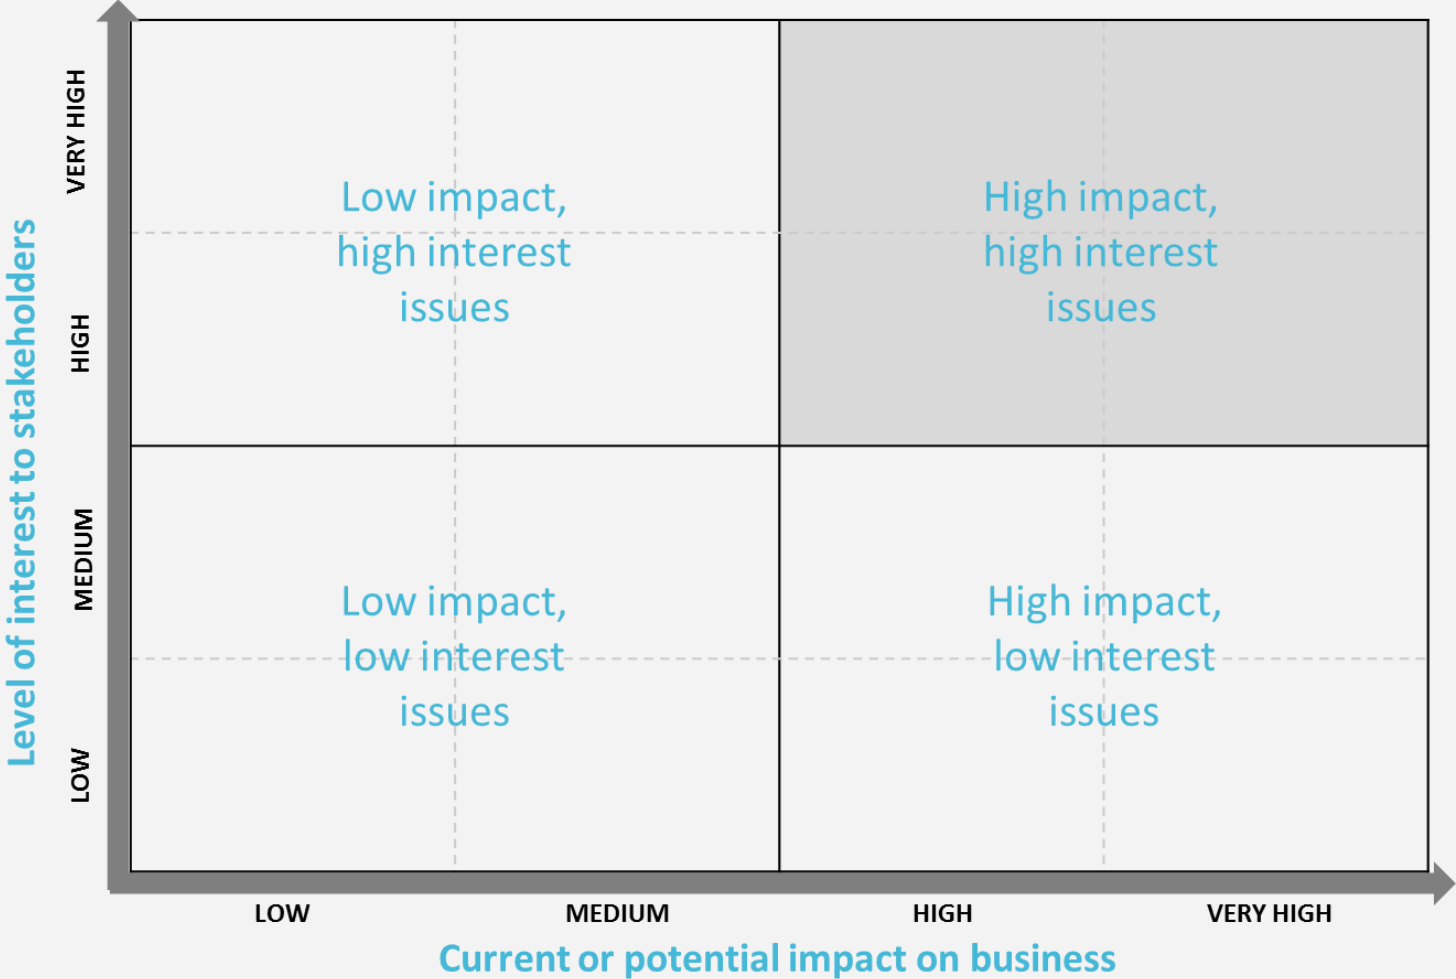 Level of interest to stakeholders
VERY HIGH
HIGH
MEDIUM
LOW
Low impact,
high interest
issues
High impact,
high interest
issues
Low impact,
low interest
issues
High impact,
low interest
issues
LOW
MEDIUM
HIGH
VERY HIGH
Current or potential impact on business